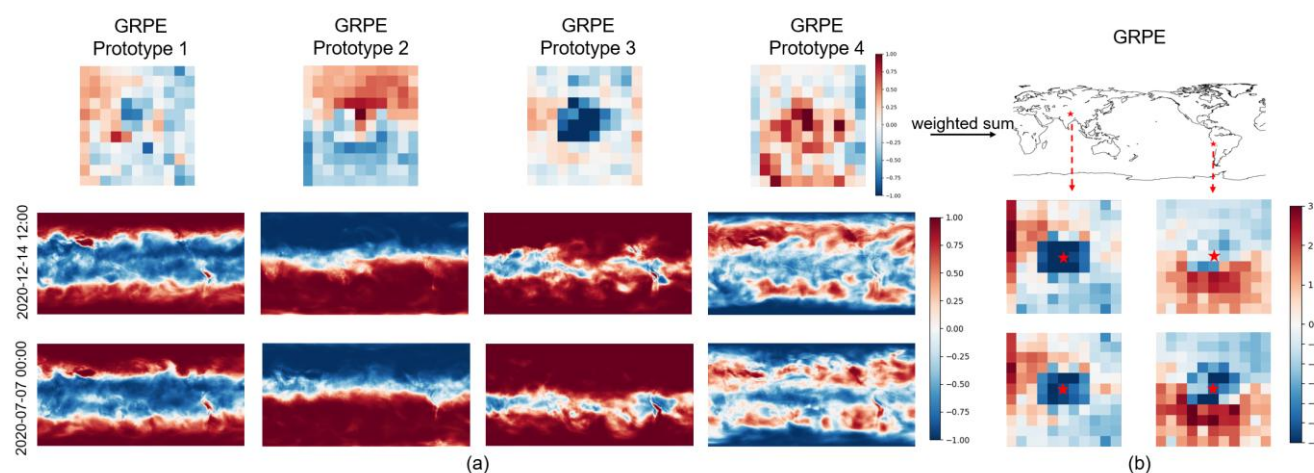 GRPE
Prototype 1
GRPE
Prototype 2
GRPE
Prototype 3
GRPE
Prototype 4
GRPE
1.00
0.75
0.50
0.25
0.00
−0.25
−0.50
−0.75
−1.00
weighted sum
2020-12-14 12:00
2020-07-07 00:00
1.00
0.75
0.50
0.25
0.00
−0.25
−0.50
−0.75
−1.00
3
2
1
0
(a)
(b)